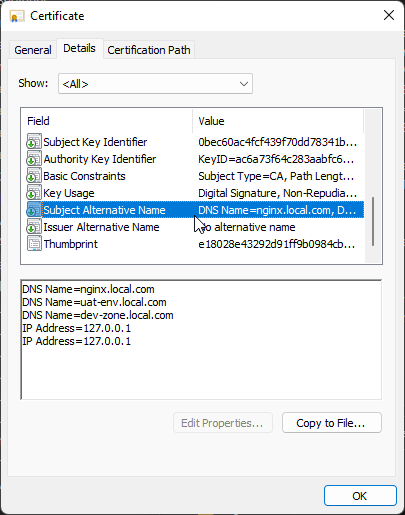 Certificate
General Details Certification Path
Show: <All>
Field Value
Subject Key Identifier 0bec60ac4fcf439f70dd78341b...
Authority Key Identifier KeyID=ac6a73f64c283aabfc6...
Basic Constraints Subject Type=CA, Path Lengt...
Key Usage Digital Signature, Non-Repudia...
Subject Alternative Name DNS Name=nginx.local.com, D...
Issuer Alternative Name No alternative name
Thumbprint e18028e43292d91ff9b0984cb...
DNS Name=nginx.local.com
DNS Name=uat-env.local.com
DNS Name=dev-zone.local.com
IP Address=127.0.0.1
IP Address=127.0.0.1
Edit Properties... Copy to File...
OK